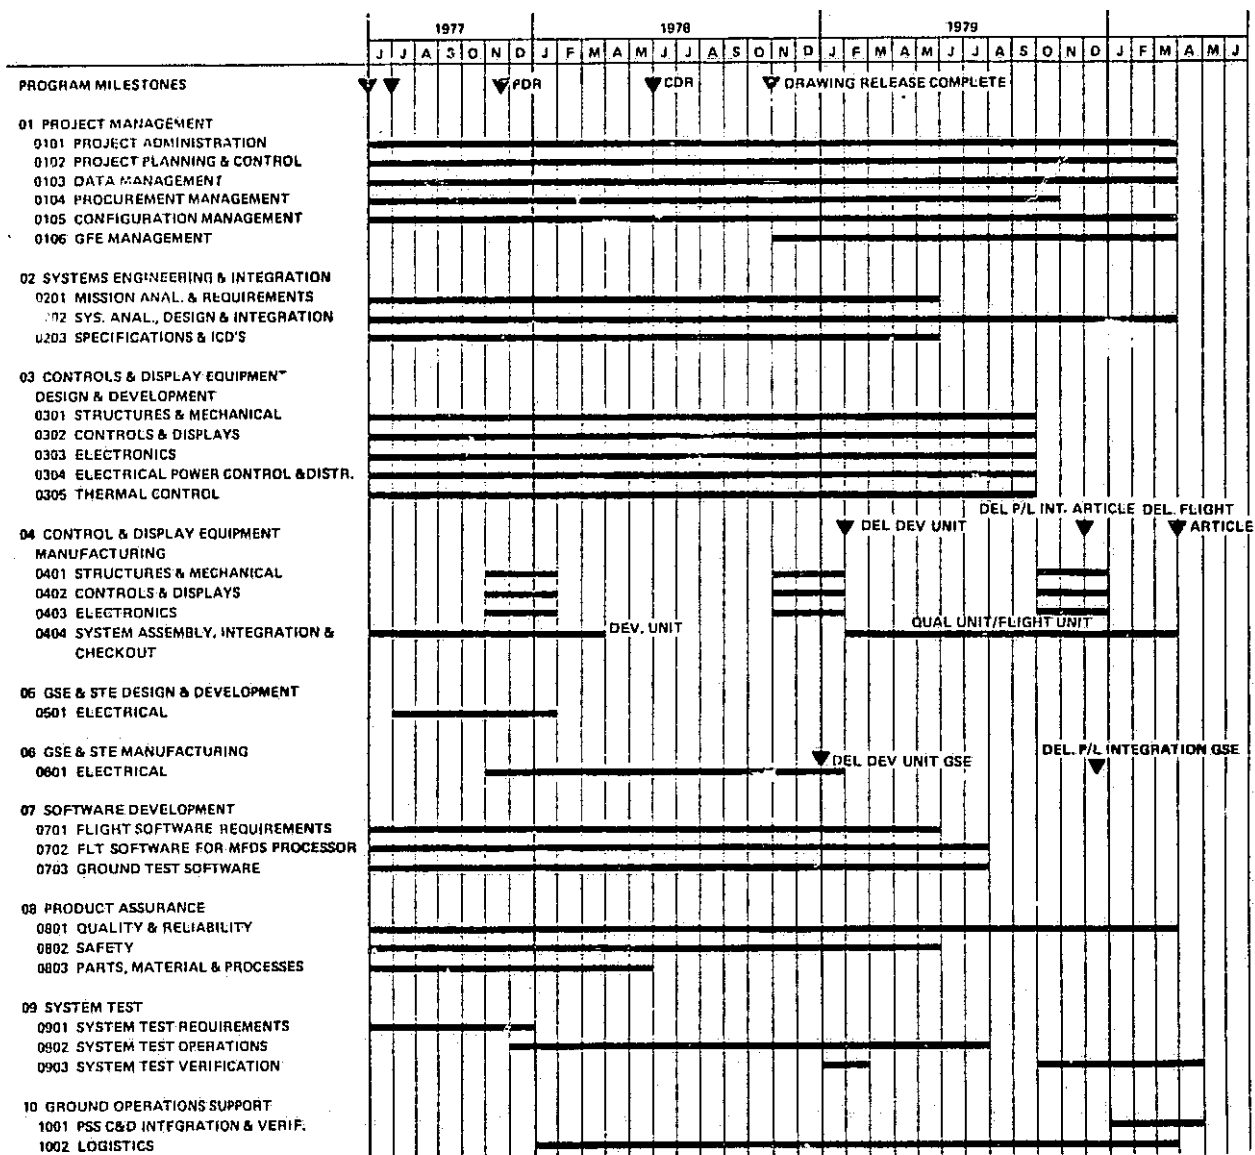 1977 1978 1979
J J A S O N D J F M A M J J A S O N D J F M A M J J A S O N D J F M A M J
PROGRAM MILESTONES PDR CDR DRAWING RELEASE COMPLETE
01 PROJECT MANAGEMENT
0101 PROJECT ADMINISTRATION
0102 PROJECT PLANNING & CONTROL
0103 DATA MANAGEMENT
0104 PROCUREMENT MANAGEMENT
0105 CONFIGURATION MANAGEMENT
0106 GFE MANAGEMENT
02 SYSTEMS ENGINEERING & INTEGRATION
0201 MISSION ANAL. & REQUIREMENTS
0202 SYS. ANAL., DESIGN & INTEGRATION
0203 SPECIFICATIONS & ICD'S
03 CONTROLS & DISPLAY EQUIPMENT
DESIGN & DEVELOPMENT
0301 STRUCTURES & MECHANICAL
0302 CONTROLS & DISPLAYS
0303 ELECTRONICS
0304 ELECTRICAL POWER CONTROL & DISTR.
0305 THERMAL CONTROL
DEL P/L INT. ARTICLE DEL. FLIGHT
DEL DEV UNIT ARTICLE
04 CONTROL & DISPLAY EQUIPMENT
MANUFACTURING
0401 STRUCTURES & MECHANICAL
0402 CONTROLS & DISPLAYS
0403 ELECTRONICS
QUAL UNIT/FLIGHT UNIT
0404 SYSTEM ASSEMBLY, INTEGRATION & DEV. UNIT
CHECKOUT
05 GSE & STE DESIGN & DEVELOPMENT
0501 ELECTRICAL
06 GSE & STE MANUFACTURING DEL. P/L INTEGRATION GSE
DEL DEV UNIT GSE
0601 ELECTRICAL
07 SOFTWARE DEVELOPMENT
0701 FLIGHT SOFTWARE REQUIREMENTS
0702 FLT SOFTWARE FOR MFDS PROCESSOR
0703 GROUND TEST SOFTWARE
08 PRODUCT ASSURANCE
0801 QUALITY & RELIABILITY
0802 SAFETY
0803 PARTS, MATERIAL & PROCESSES
09 SYSTEM TEST
0901 SYSTEM TEST REQUIREMENTS
0902 SYSTEM TEST OPERATIONS
0903 SYSTEM TEST VERIFICATION
10 GROUND OPERATIONS SUPPORT
1001 PSS C&D INTEGRATION & VERIF.
1002 LOGISTICS